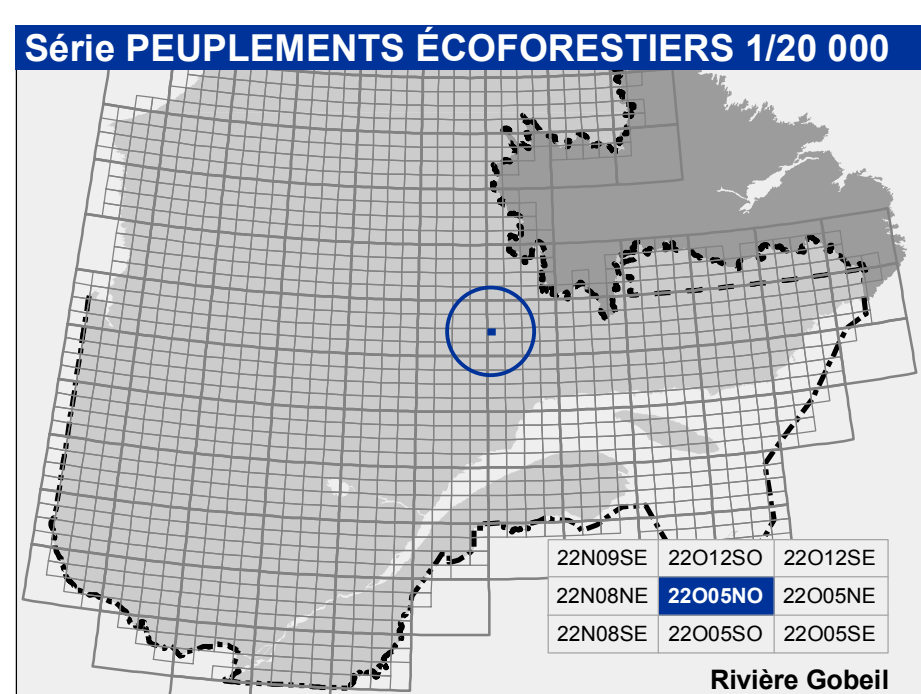 Série PEUPLEMENTS ÉCOFORESTIERS 1/20 000
22N09SE 22O12SO 22O12SE
22N08NE 22O05NO 22O05NE
22N08SE 22O05SO 22O05SE
Rivière Gobeil